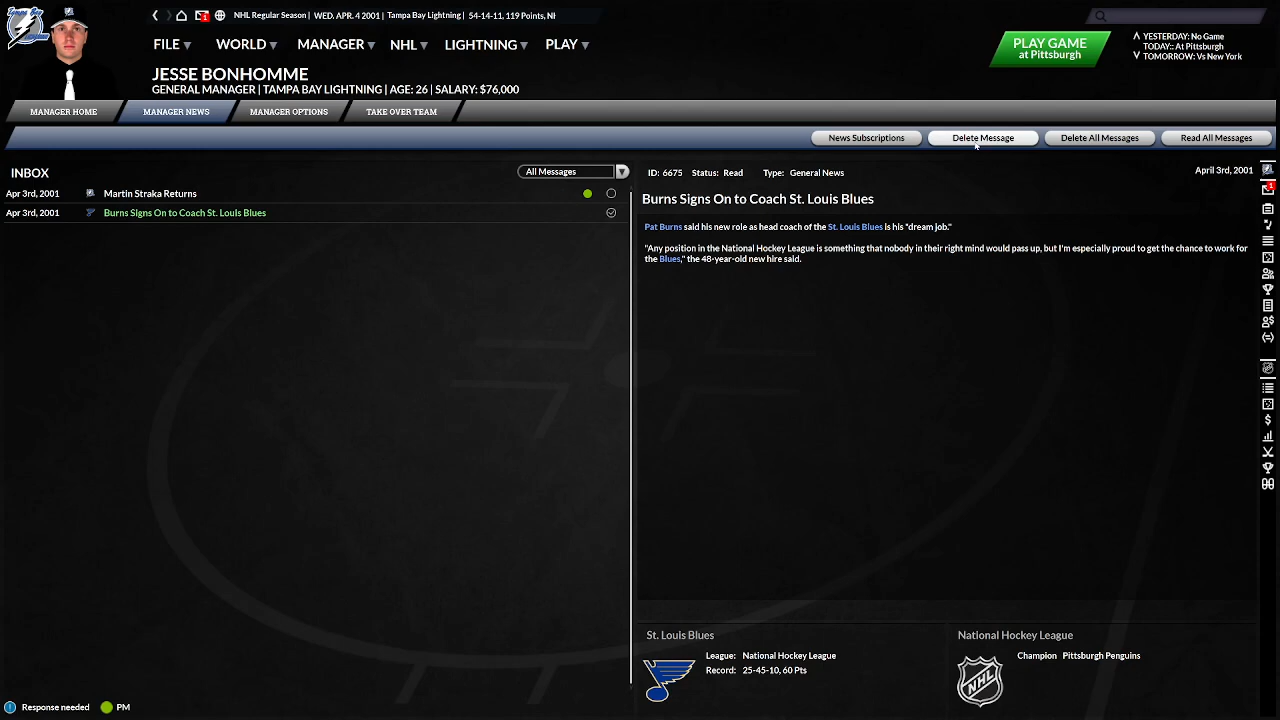 NHL Regular Season | WED. APR. 4 2001 | Tampa Bay Lightning | 54-14-11, 119 Points, NH
FILE WORLD MANAGER NHL LIGHTNING PLAY
PLAY GAME
at Pittsburgh
YESTERDAY: No Game
TODAY:: At Pittsburgh
TOMORROW: Vs New York
JESSE BONHOMME
GENERAL MANAGER | TAMPA BAY LIGHTNING | AGE: 26 | SALARY: $76,000
MANAGER HOME MANAGER NEWS MANAGER OPTIONS TAKE OVER TEAM
News Subscriptions Delete Message Delete All Messages Read All Messages
INBOX All Messages
Apr 3rd, 2001 Martin Straka Returns
Apr 3rd, 2001 Burns Signs On to Coach St. Louis Blues
ID: 6675 Status: Read Type: General News April 3rd, 2001
Burns Signs On to Coach St. Louis Blues
Pat Burns said his new role as head coach of the St. Louis Blues is his "dream job."
"Any position in the National Hockey League is something that nobody in their right mind would pass up, but I'm especially proud to get the chance to work for
the Blues," the 48-year-old new hire said.
St. Louis Blues
League: National Hockey League
Record: 25-45-10, 60 Pts
National Hockey League
Champion Pittsburgh Penguins
NHL
Response needed PM